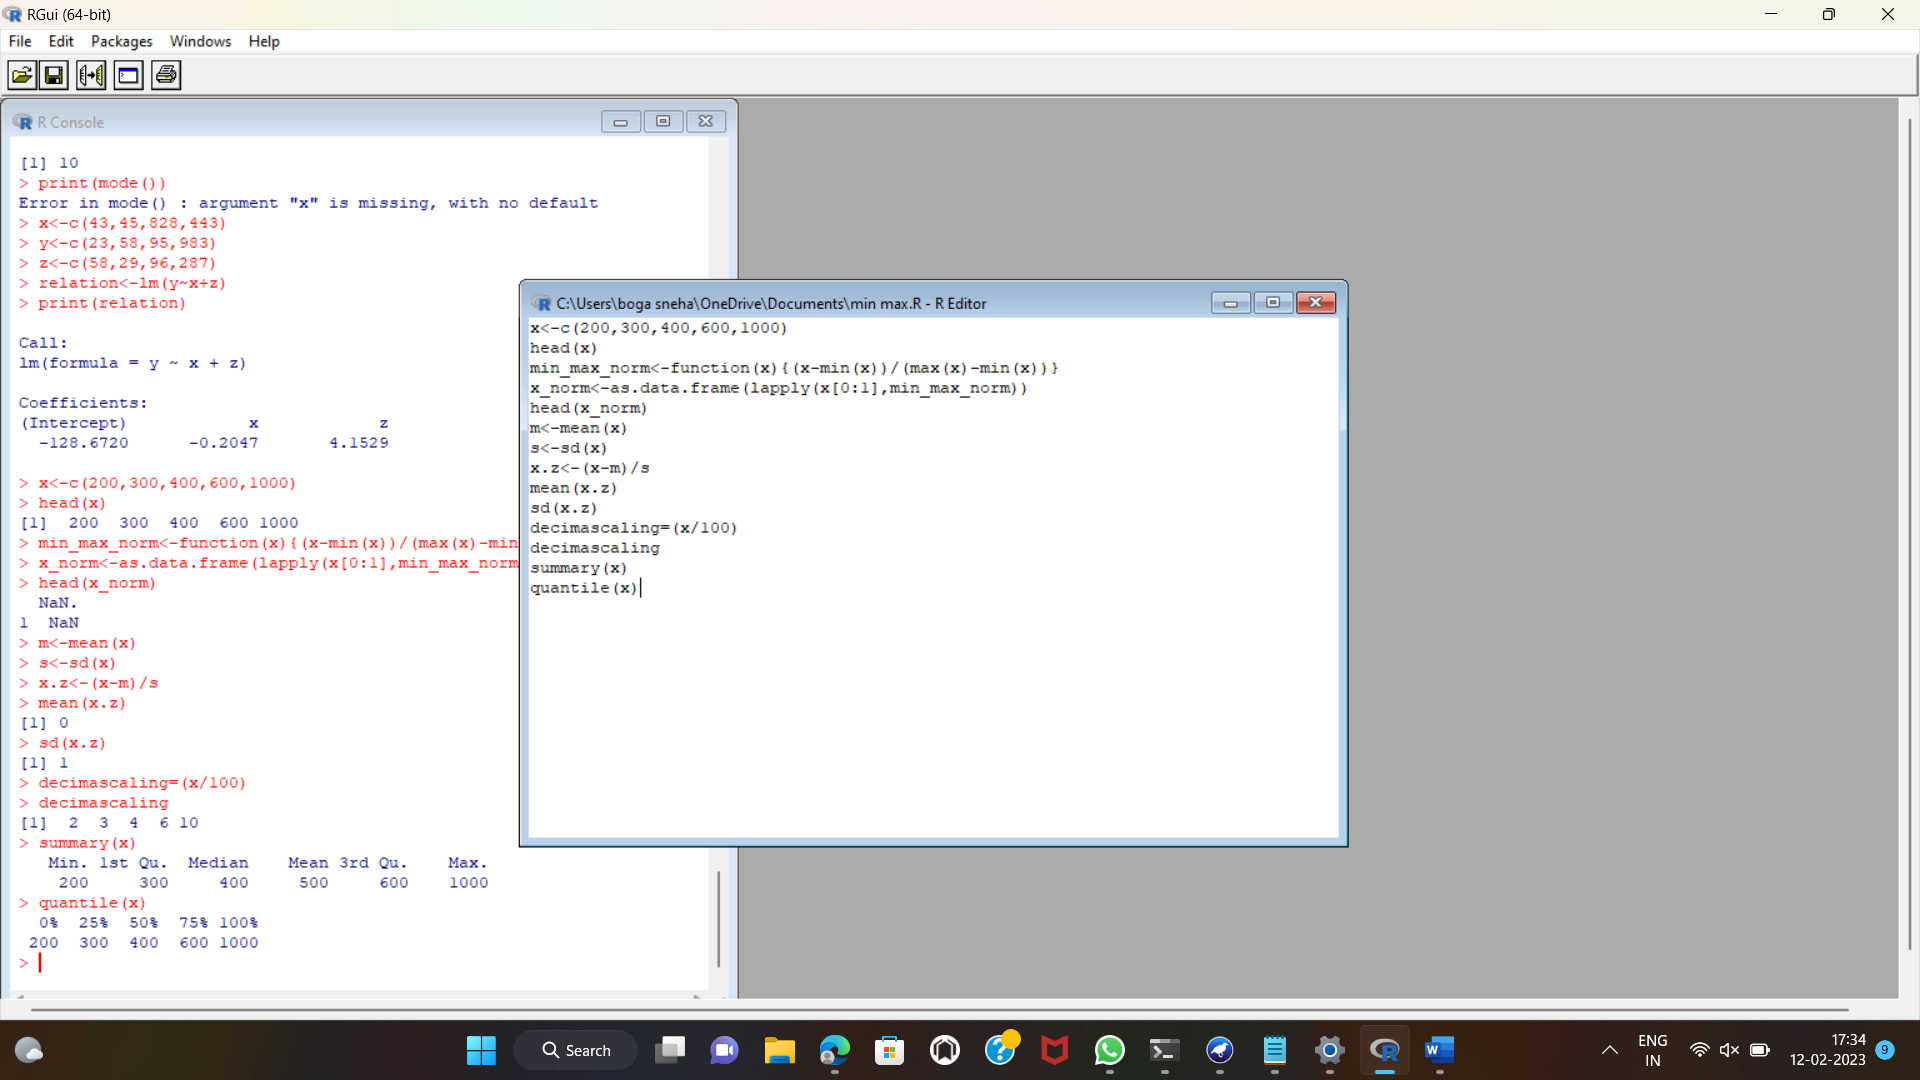 RGui (64-bit)
File Edit Packages Windows Help
R Console
[1] 10
> print(mode())
Error in mode() : argument "x" is missing, with no default
> x<-c(43,45,828,443)
> y<-c(23,58,95,983)
> z<-c(58,29,96,287)
> relation<-lm(y~x+z)
> print(relation)
Call:
lm(formula = y ~ x + z)
Coefficients:
(Intercept) x z
-128.6720 -0.2047 4.1529
> x<-c(200,300,400,600,1000)
> head(x)
[1] 200 300 400 600 1000
> min_max_norm<-function(x){(x-min(x))/(max(x)-min
> x_norm<-as.data.frame(lapply(x[0:1],min_max_norm
> head(x_norm)
NaN.
1 NaN
> m<-mean(x)
> s<-sd(x)
> x.z<-(x-m)/s
> mean(x.z)
[1] 0
> sd(x.z)
[1] 1
> decimascaling=(x/100)
> decimascaling
[1] 2 3 4 6 10
> summary(x)
Min. 1st Qu. Median Mean 3rd Qu. Max.
200 300 400 500 600 1000
> quantile(x)
0% 25% 50% 75% 100%
200 300 400 600 1000
>
C:\Users\boga sneha\OneDrive\Documents\min max.R - R Editor
x<-c(200,300,400,600,1000)
head(x)
min_max_norm<-function(x){(x-min(x))/(max(x)-min(x))}
x_norm<-as.data.frame(lapply(x[0:1],min_max_norm))
head(x_norm)
m<-mean(x)
s<-sd(x)
x.z<-(x-m)/s
mean(x.z)
sd(x.z)
decimascaling=(x/100)
decimascaling
summary(x)
quantile(x)
Search
ENG
IN
17:34
12-02-2023
9